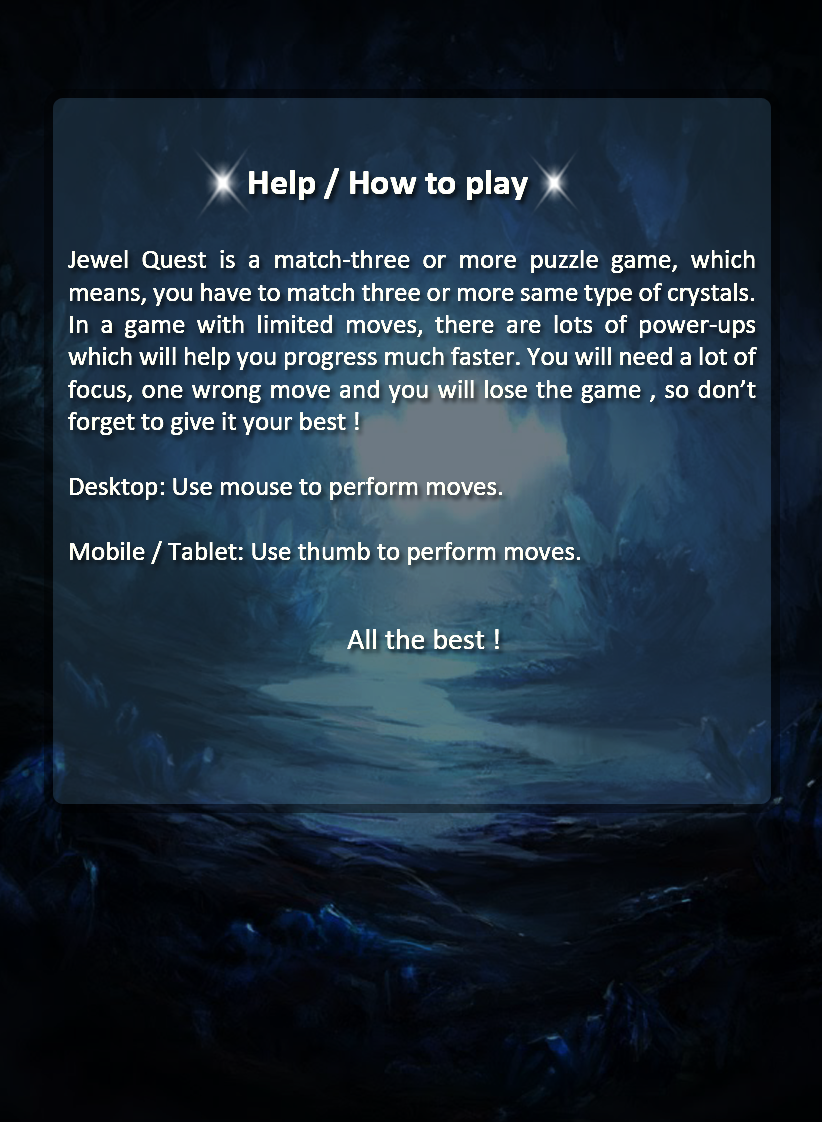 Help / How to play
Jewel Quest is a match-three or more puzzle game, which
means, you have to match three or more same type of crystals.
In a game with limited moves, there are lots of power-ups
which will help you progress much faster. You will need a lot of
focus, one wrong move and you will lose the game , so don’t
forget to give it your best !
Desktop: Use mouse to perform moves.
Mobile / Tablet: Use thumb to perform moves.
All the best !